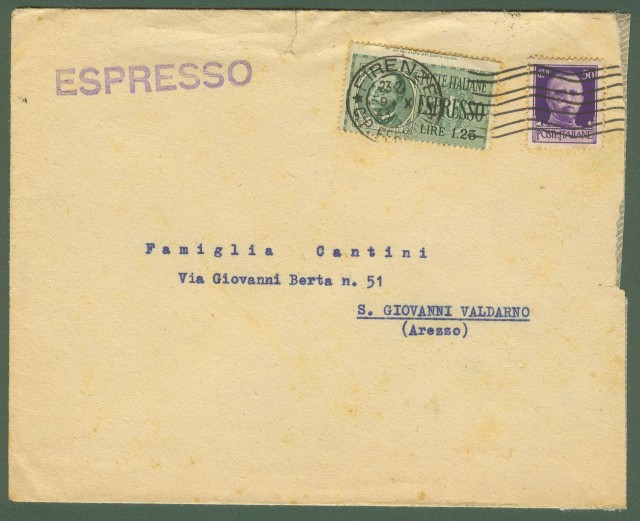 ESPRESSO
FIRENZE
POSTE ITALIANE
ESPRESSO
LIRE 1.25
50
POSTE ITALIANE
Famiglia Cantini
Via Giovanni Berta n. 51
S. GIOVANNI VALDARNO
(Arezzo)